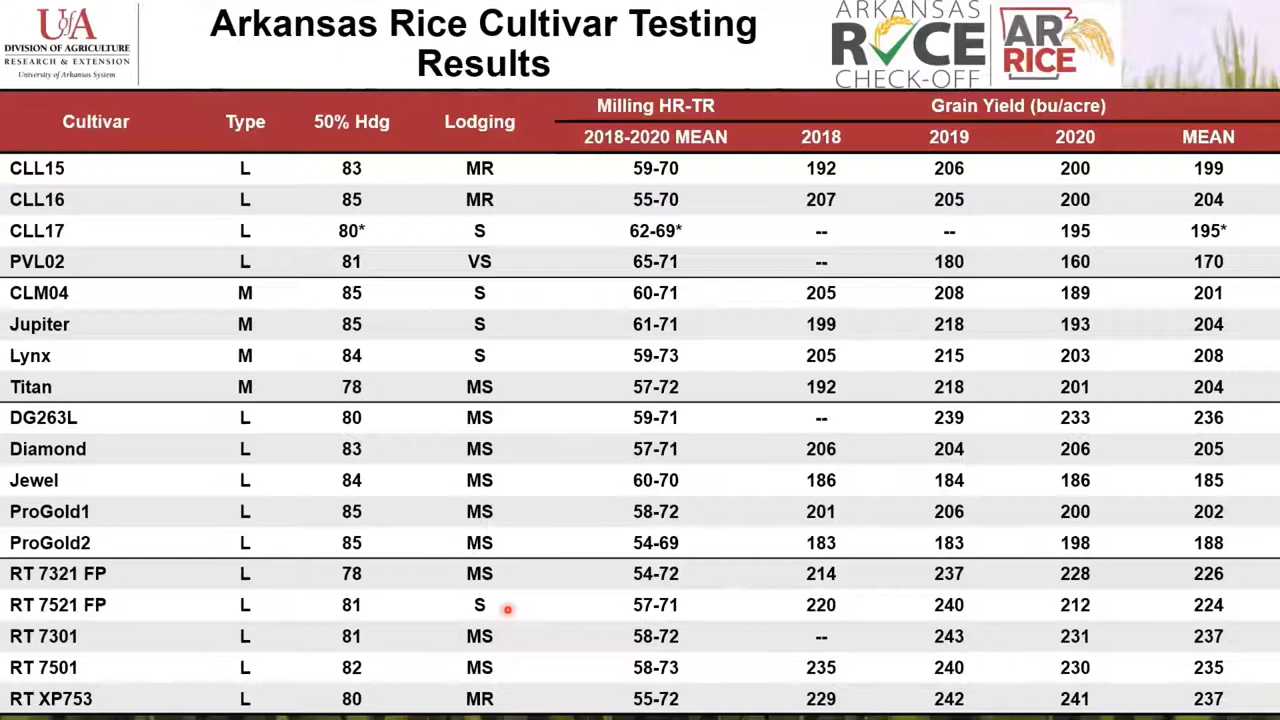 UofA
DIVISION OF AGRICULTURE
RESEARCH & EXTENSION
University of Arkansas System
Arkansas Rice Cultivar Testing
Results
ARKANSAS
RICE
CHECK-OFF
AR
RICE
Cultivar Type 50% Hdg Lodging Milling HR-TR Grain Yield (bu/acre)
2018-2020 MEAN 2018 2019 2020 MEAN
CLL15 L 83 MR 59-70 192 206 200 199
CLL16 L 85 MR 55-70 207 205 200 204
CLL17 L 80* S 62-69* -- -- 195 195*
PVL02 L 81 VS 65-71 -- 180 160 170
CLM04 M 85 S 60-71 205 208 189 201
Jupiter M 85 S 61-71 199 218 193 204
Lynx M 84 S 59-73 205 215 203 208
Titan M 78 MS 57-72 192 218 201 204
DG263L L 80 MS 59-71 -- 239 233 236
Diamond L 83 MS 57-71 206 204 206 205
Jewel L 84 MS 60-70 186 184 186 185
ProGold1 L 85 MS 58-72 201 206 200 202
ProGold2 L 85 MS 54-69 183 183 198 188
RT 7321 FP L 78 MS 54-72 214 237 228 226
RT 7521 FP L 81 S 57-71 220 240 212 224
RT 7301 L 81 MS 58-72 -- 243 231 237
RT 7501 L 82 MS 58-73 235 240 230 235
RT XP753 L 80 MR 55-72 229 242 241 237